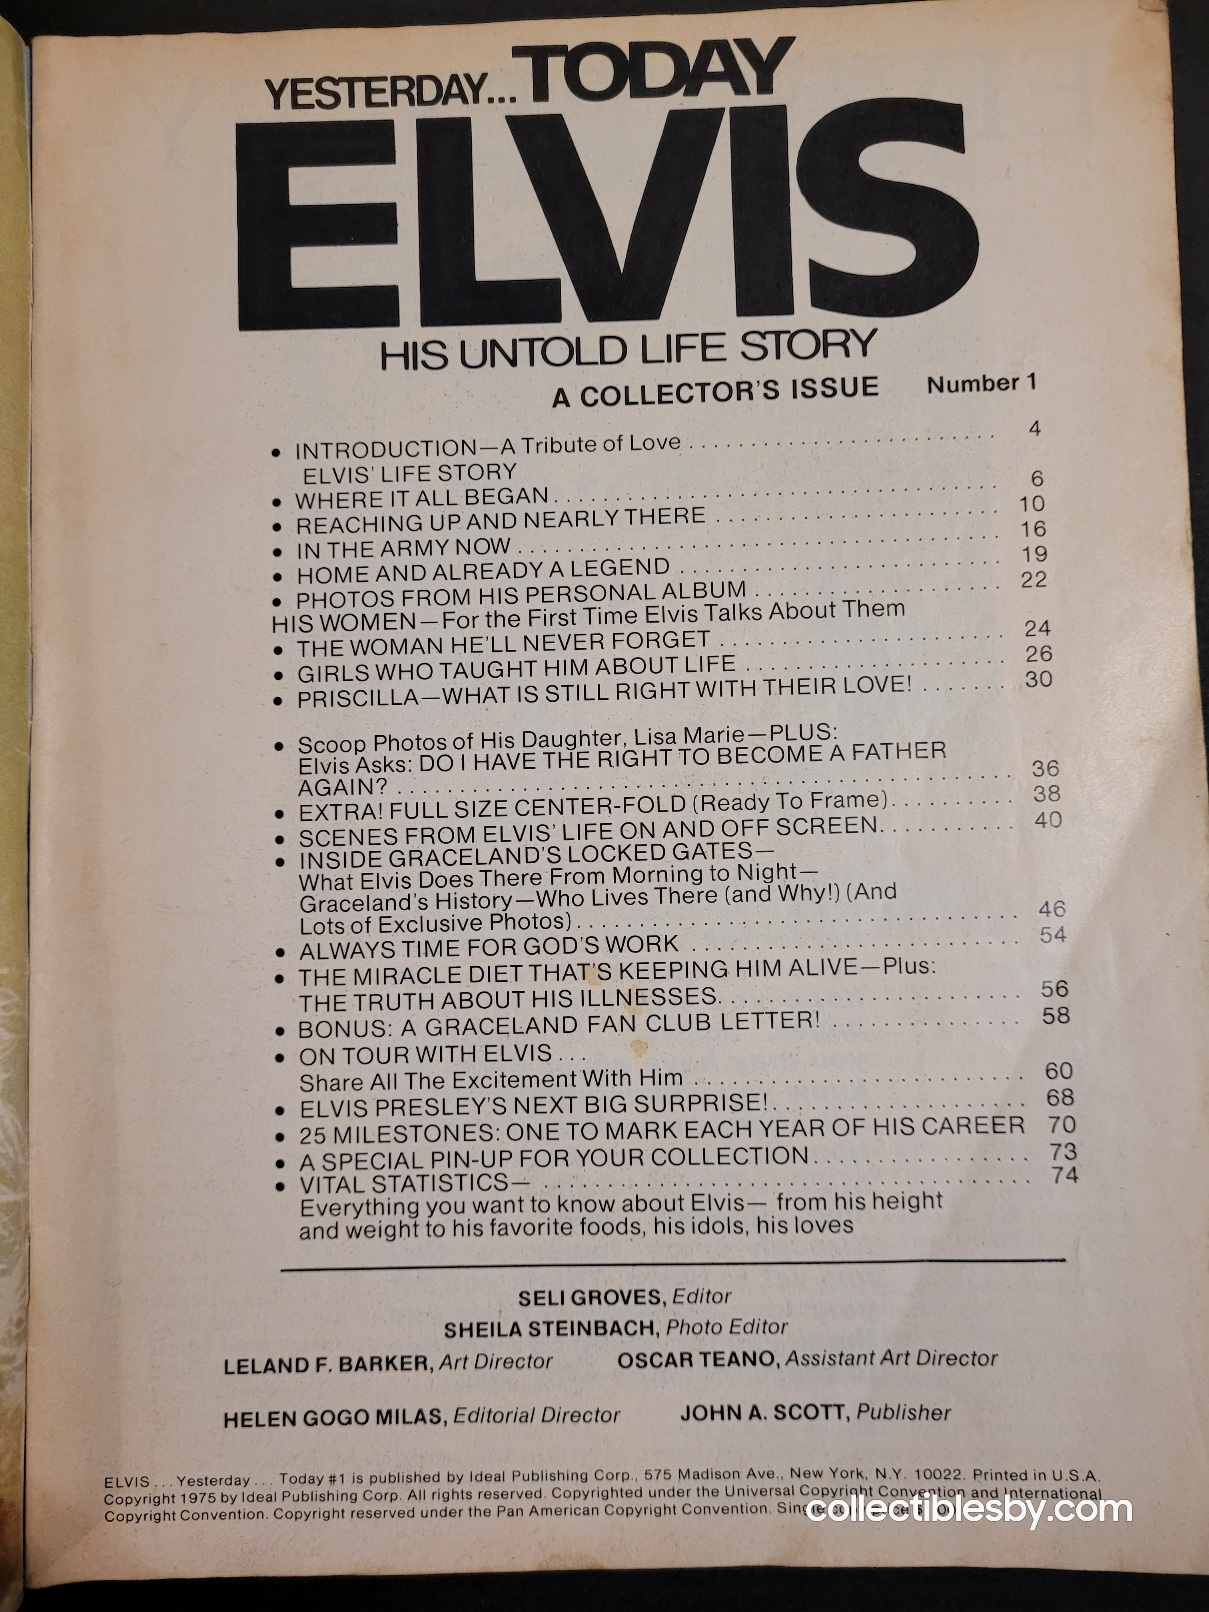 YESTERDAY...TODAY
ELVIS
HIS UNTOLD LIFE STORY
A COLLECTOR'S ISSUE Number 1
• INTRODUCTION—A Tribute of Love . . . . . . . . . . . . . . . . . . . . . . . . 4
ELVIS' LIFE STORY
• WHERE IT ALL BEGAN . . . . . . . . . . . . . . . . . . . . . . . . . . . . . . . . . . 6
• REACHING UP AND NEARLY THERE . . . . . . . . . . . . . . . . . . . . . . 10
• IN THE ARMY NOW . . . . . . . . . . . . . . . . . . . . . . . . . . . . . . . . . . . . . 16
• HOME AND ALREADY A LEGEND . . . . . . . . . . . . . . . . . . . . . . . . . 19
• PHOTOS FROM HIS PERSONAL ALBUM . . . . . . . . . . . . . . . . . . . 22
HIS WOMEN—For the First Time Elvis Talks About Them
• THE WOMAN HE'LL NEVER FORGET . . . . . . . . . . . . . . . . . . . . . . 24
• GIRLS WHO TAUGHT HIM ABOUT LIFE . . . . . . . . . . . . . . . . . . . . 26
• PRISCILLA—WHAT IS STILL RIGHT WITH THEIR LOVE! . . . . . . . 30
• Scoop Photos of His Daughter, Lisa Marie—PLUS:
Elvis Asks: DO I HAVE THE RIGHT TO BECOME A FATHER
AGAIN? . . . . . . . . . . . . . . . . . . . . . . . . . . . . . . . . . . . . . . . . . . . . . . . . 36
• EXTRA! FULL SIZE CENTER-FOLD (Ready To Frame). . . . . . . . . . 38
• SCENES FROM ELVIS' LIFE ON AND OFF SCREEN. . . . . . . . . . . 40
• INSIDE GRACELAND'S LOCKED GATES—
What Elvis Does There From Morning to Night—
Graceland's History—Who Lives There (and Why!) (And
Lots of Exclusive Photos) . . . . . . . . . . . . . . . . . . . . . . . . . . . . . . . . . . 46
• ALWAYS TIME FOR GOD'S WORK . . . . . . . . . . . . . . . . . . . . . . . . . 54
• THE MIRACLE DIET THAT'S KEEPING HIM ALIVE—Plus:
THE TRUTH ABOUT HIS ILLNESSES. . . . . . . . . . . . . . . . . . . . . . . 56
• BONUS: A GRACELAND FAN CLUB LETTER! . . . . . . . . . . . . . . 58
• ON TOUR WITH ELVIS . . .
Share All The Excitement With Him . . . . . . . . . . . . . . . . . . . . . . . . . 60
• ELVIS PRESLEY'S NEXT BIG SURPRISE!. . . . . . . . . . . . . . . . . . . 68
• 25 MILESTONES: ONE TO MARK EACH YEAR OF HIS CAREER 70
• A SPECIAL PIN-UP FOR YOUR COLLECTION. . . . . . . . . . . . . . . . 73
• VITAL STATISTICS— . . . . . . . . . . . . . . . . . . . . . . . . . . . . . . . . . . . . . 74
Everything you want to know about Elvis— from his height
and weight to his favorite foods, his idols, his loves
SELI GROVES, Editor
SHEILA STEINBACH, Photo Editor
LELAND F. BARKER, Art Director OSCAR TEANO, Assistant Art Director
HELEN GOGO MILAS, Editorial Director JOHN A. SCOTT, Publisher
ELVIS . . . Yesterday . . . Today #1 is published by Ideal Publishing Corp., 575 Madison Ave., New York, N.Y. 10022. Printed in U.S.A.
Copyright 1975 by Ideal Publishing Corp. All rights reserved. Copyrighted under the Universal Copyright Convention and International
Copyright Convention. Copyright reserved under the Pan American Copyright Convention.
collectiblesby.com